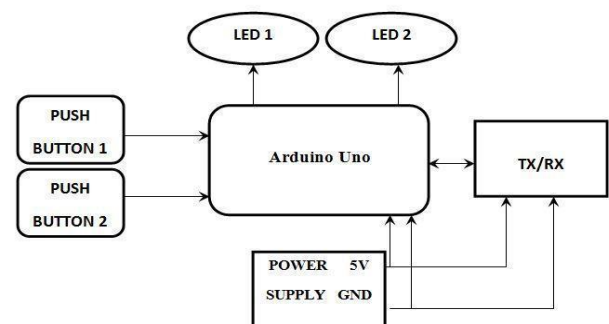 LED 1
LED 2
PUSH
BUTTON 1
Arduino Uno
TX/RX
PUSH
BUTTON 2
POWER 5V
SUPPLY GND